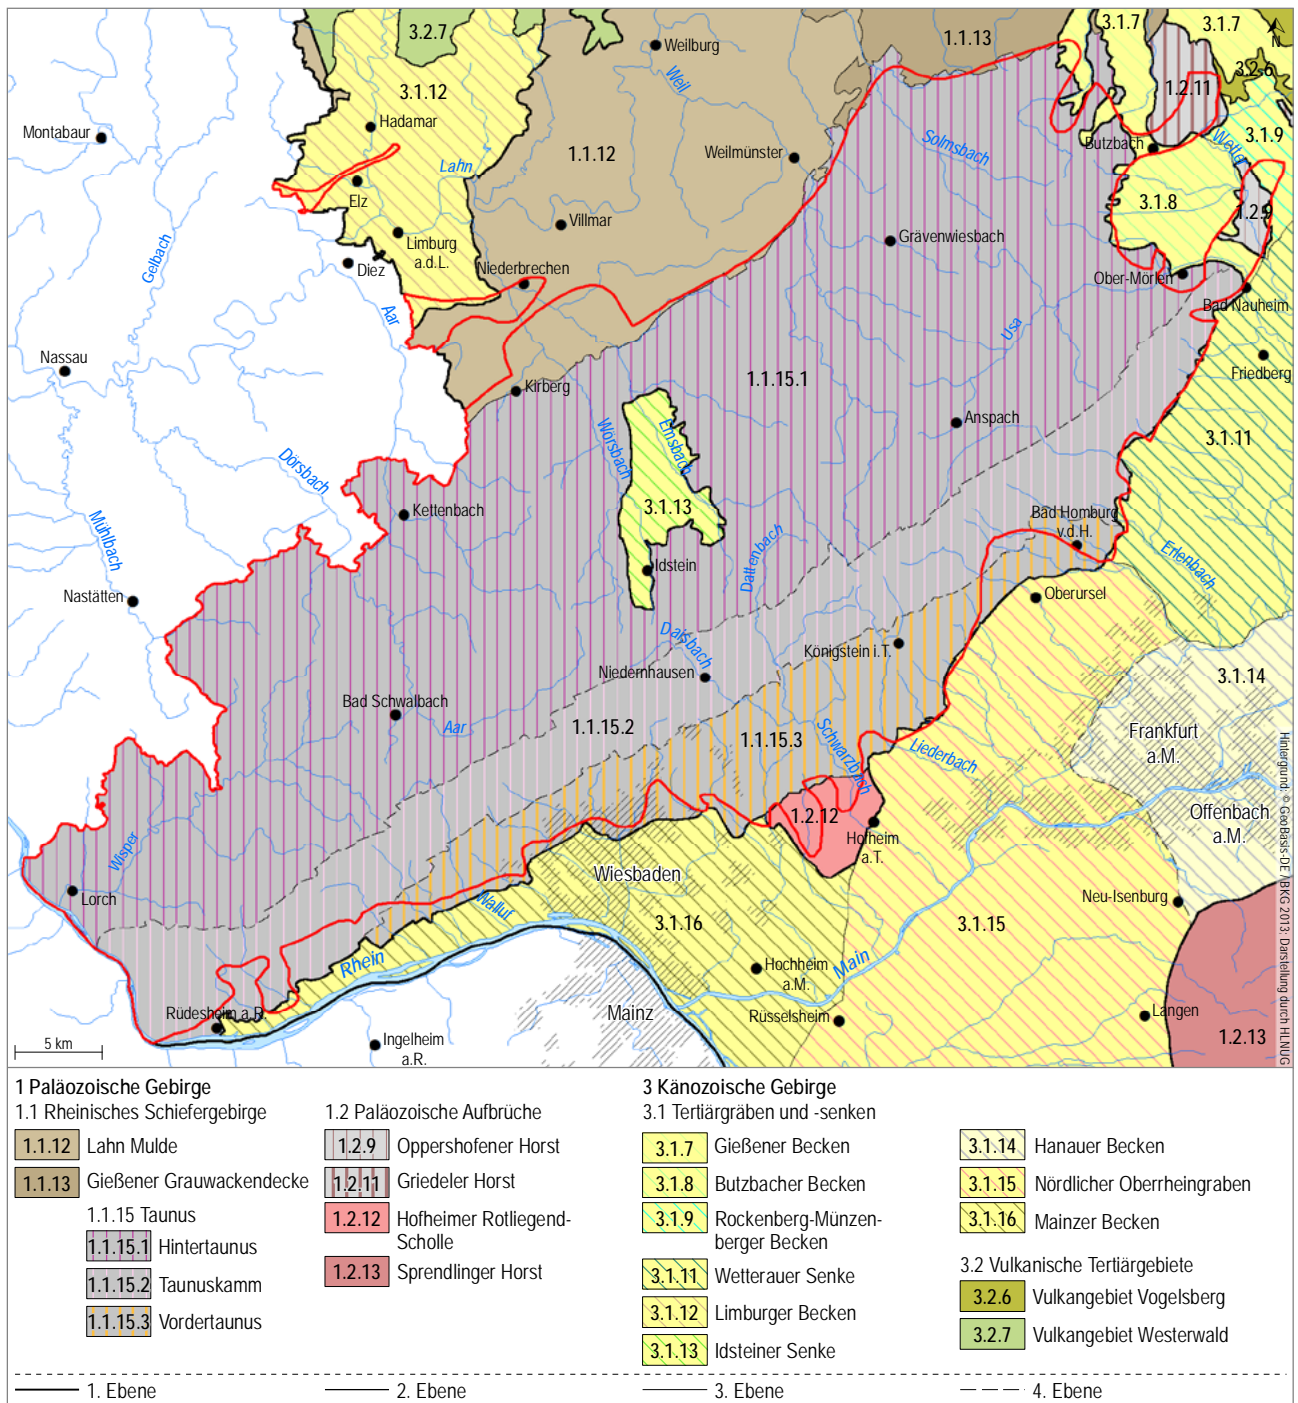 3.2.7
1.1.13
3.1.7
3.1.7
N
Weilburg
Weil
3.2.6
1.2.11
3.1.12
Hadamar
Montabaur
Solmsbach
Butzbach
Wetter
3.1.9
1.1.12
Weilmünster
Lahn
Elz
3.1.8
1.2.9
Villmar
Gelbach
Limburg
a.d.L.
Grävenwiesbach
Diez
Niederbrechen
Ober-Mörlen
Bad Nauheim
Aar
Usa
Nassau
Friedberg
1.1.15.1
Kirberg
Anspach
Wörsbach
Emsbach
3.1.11
Dörsbach
3.1.13
Kettenbach
Bad Homburg
v.d.H.
Mühlbach
Dattenbach
Erlenbach
Idstein
Nastätten
Oberursel
Daisbach
Königstein i.T.
Niedernhausen
3.1.14
Bad Schwalbach
Aar
1.1.15.2
1.1.15.3
Schwarzbach
Liederbach
Frankfurt
a.M.
Offenbach
a.M.
1.2.12
Hofheim
a.T.
Wisper
Wiesbaden
Lorch
Walluf
Neu-Isenburg
3.1.16
3.1.15
Rhein
Main
Hochheim
a.M.
Rüdesheim a.R.
Mainz
Rüsselsheim
Langen
Ingelheim
a.R.
1.2.13
5 km
Hintergrund: © GeoBasis-DE / BKG 2013; Darstellung durch HLNUG
1 Paläozoische Gebirge
1.1 Rheinisches Schiefergebirge
1.1.12 Lahn Mulde
1.1.13 Gießener Grauwackendecke
1.1.15 Taunus
1.1.15.1 Hintertaunus
1.1.15.2 Taunuskamm
1.1.15.3 Vordertaunus
1.2 Paläozoische Aufbrüche
1.2.9 Oppershofener Horst
1.2.11 Griedeler Horst
1.2.12 Hofheimer Rotliegend-
Scholle
1.2.13 Sprendlinger Horst
3 Känozoische Gebirge
3.1 Tertiärgräben und -senken
3.1.7 Gießener Becken
3.1.8 Butzbacher Becken
3.1.9 Rockenberg-Münzen-
berger Becken
3.1.11 Wetterauer Senke
3.1.12 Limburger Becken
3.1.13 Idsteiner Senke
3.1.14 Hanauer Becken
3.1.15 Nördlicher Oberrheingraben
3.1.16 Mainzer Becken
3.2 Vulkanische Tertiärgebiete
3.2.6 Vulkangebiet Vogelsberg
3.2.7 Vulkangebiet Westerwald
1. Ebene
2. Ebene
3. Ebene
4. Ebene